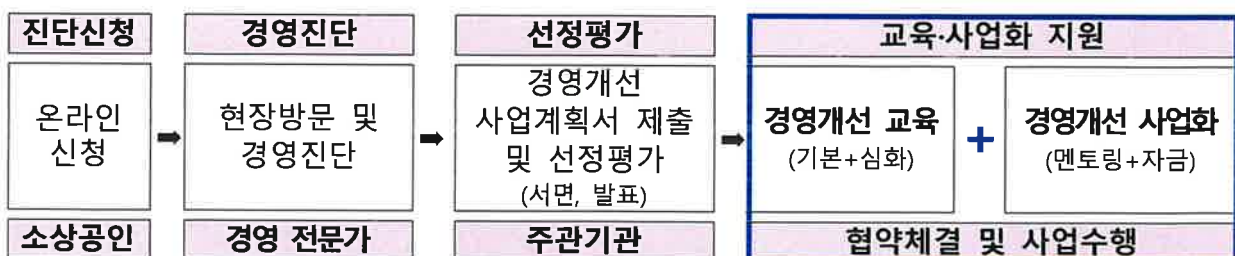 진단신청
경영진단
선정평가
교육·사업화 지원
온라인
신청
➡
현장방문 및
경영진단
➡
경영개선
사업계획서 제출
및 선정평가
(서면, 발표)
➡
경영개선 교육
(기본+심화)
+
경영개선 사업화
(멘토링+자금)
소상공인
경영 전문가
주관기관
협약체결 및 사업수행